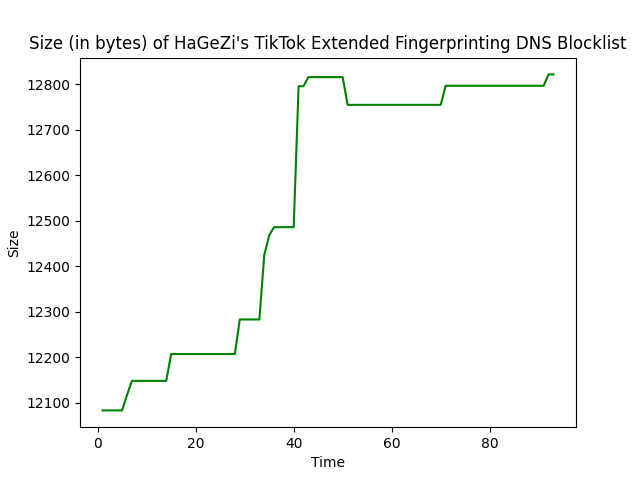 Size (in bytes) of HaGeZi's TikTok Extended Fingerprinting DNS Blocklist
12800
12700
12600
12500
12400
12300
12200
12100
Size
0 20 40 60 80
Time